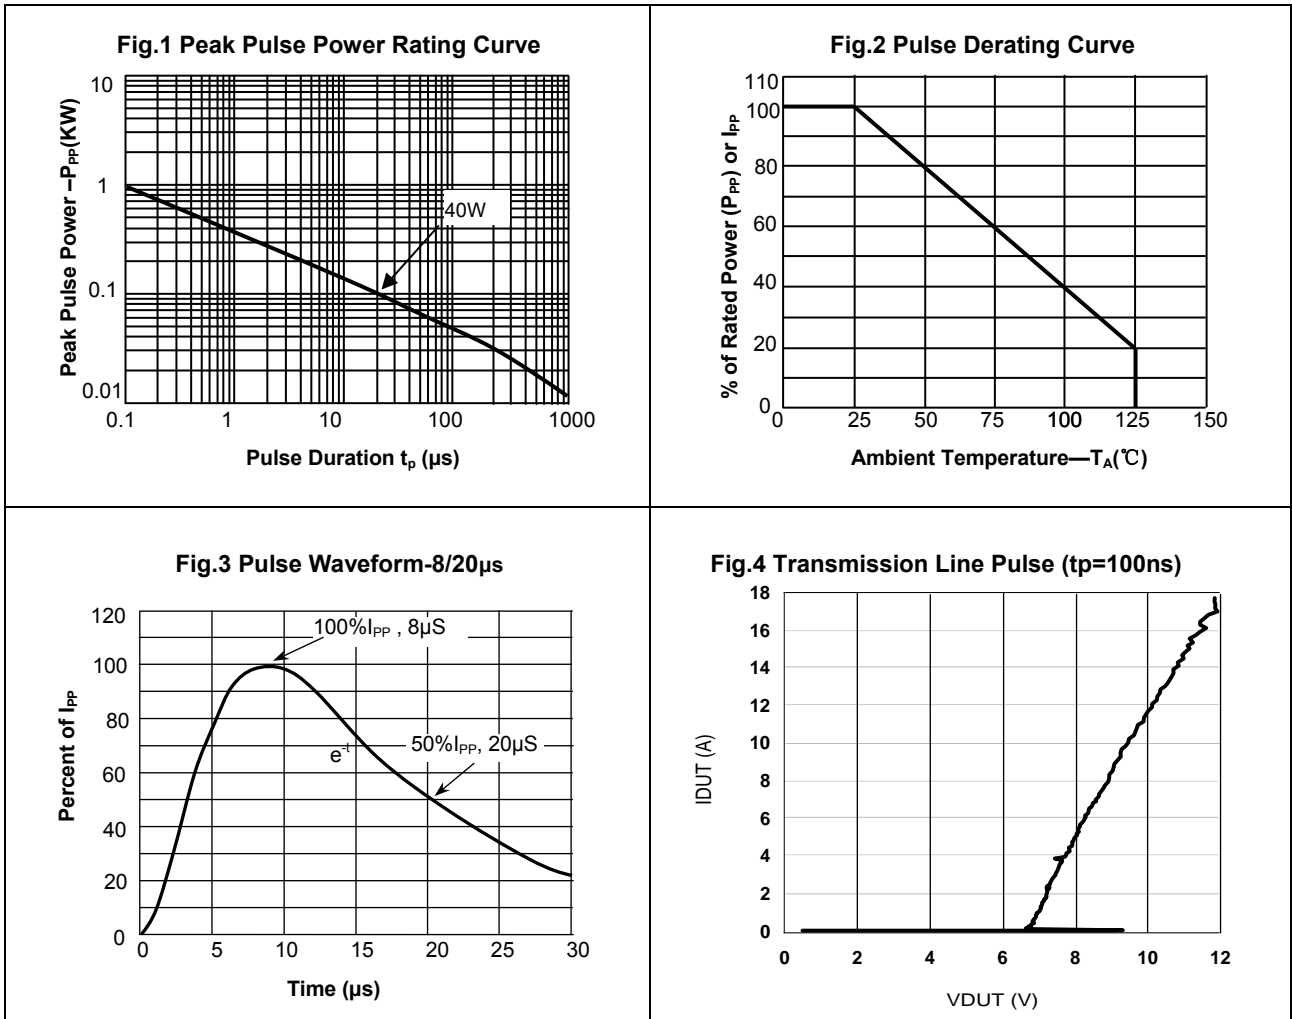 Fig.1 Peak Pulse Power Rating Curve
Peak Pulse Power –PPP(KW)
10
1
0.1
0.01
40W
0.1 1 10 100 1000
Pulse Duration tp (µs)
Fig.2 Pulse Derating Curve
% of Rated Power (PPP) or IPP
110
100
80
60
40
20
0
0 25 50 75 100 125 150
Ambient Temperature—TA(℃)
Fig.3 Pulse Waveform-8/20µs
Percent of IPP
120
100
80
60
40
20
0
100%IPP , 8µS
e-t
50%IPP, 20µS
0 5 10 15 20 25 30
Time (µs)
Fig.4 Transmission Line Pulse (tp=100ns)
IDUT (A)
18
16
14
12
10
8
6
4
2
0
0 2 4 6 8 10 12
VDUT (V)